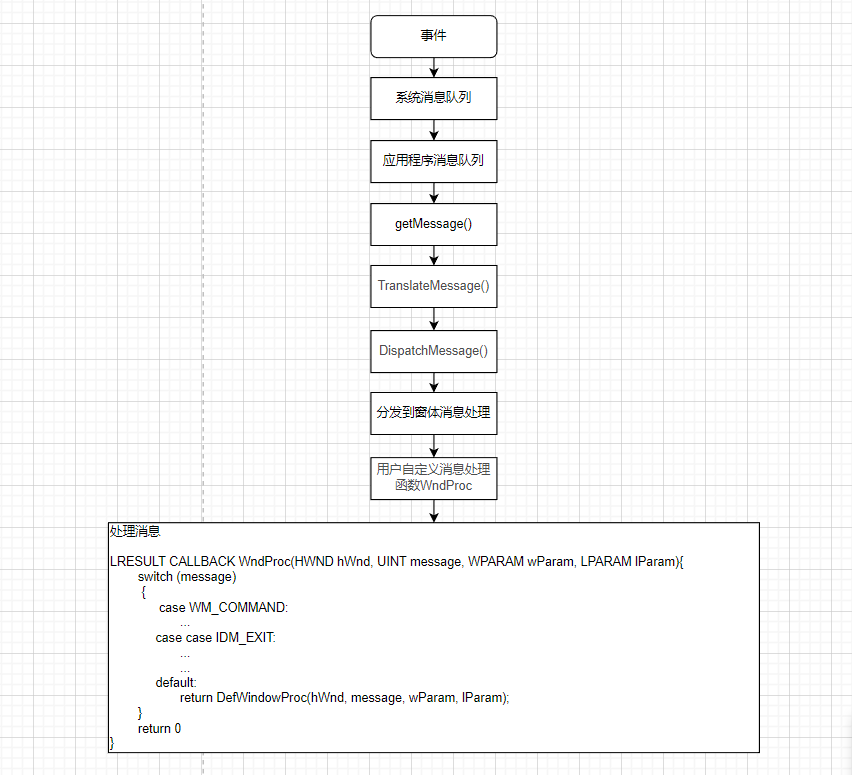 事件
系统消息队列
应用程序消息队列
getMessage()
TranslateMessage()
DispatchMessage()
分发到窗体消息处理
用户自定义消息处理
函数WndProc
处理消息
LRESULT CALLBACK WndProc(HWND hWnd, UINT message, WPARAM wParam, LPARAM lParam){
switch (message)
{
case WM_COMMAND:
...
case case IDM_EXIT:
...
...
default:
return DefWindowProc(hWnd, message, wParam, lParam);
}
return 0
}